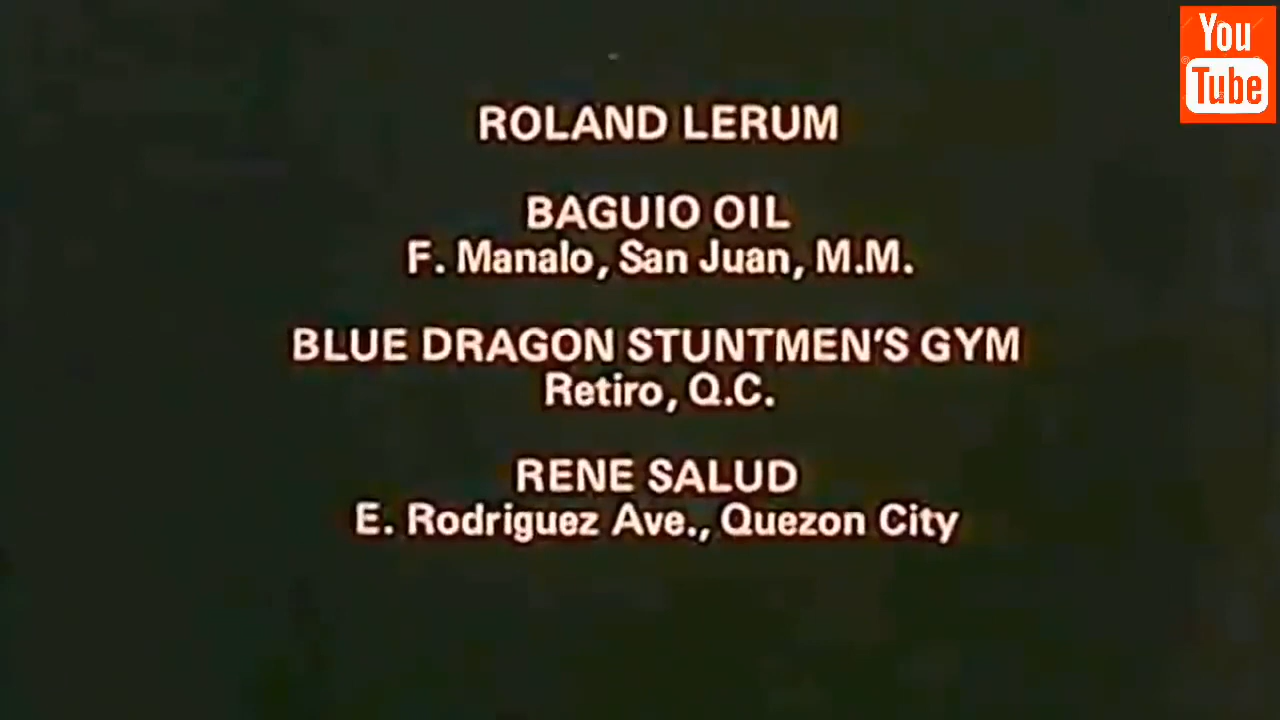 You
Tube
ROLAND LERUM
BAGUIO OIL
F. Manalo, San Juan, M.M.
BLUE DRAGON STUNTMEN'S GYM
Retiro, Q.C.
RENE SALUD
E. Rodriguez Ave., Quezon City